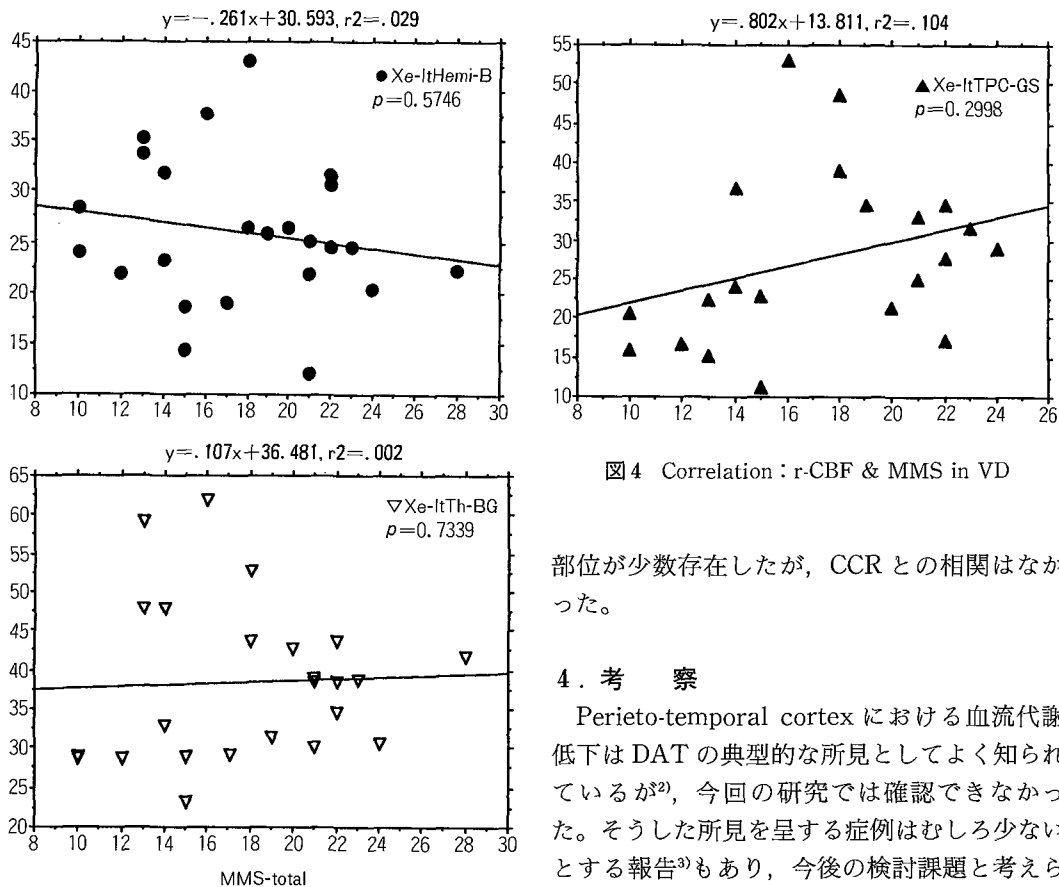 y=-.261x+30.593, r2=.029
45
40
35
30
25
20
15
10
●Xe-ltHemi-B
p=0.5746
8 10 12 14 16 18 20 22 24 26 28 30
y=.107x+36.481, r2=.002
65
60
55
50
45
40
35
30
25
20
▽Xe-ltTh-BG
p=0.7339
8 10 12 14 16 18 20 22 24 26 28 30
MMS-total
y=.802x+13.811, r2=.104
55
50
45
40
35
30
25
20
15
10
▲Xe-ltTPC-GS
p=0.2998
8 10 12 14 16 18 20 22 24 26
図4 Correlation：r-CBF & MMS in VD
部位が少数存在したが，CCR との相関はなか
った。
4．考 察
Perieto-temporal cortex における血流代謝
低下は DAT の典型的な所見としてよく知られ
ているが2)，今回の研究では確認できなかっ
た。そうした所見を呈する症例はむしろ少ない
とする報告3)もあり，今後の検討課題と考えら